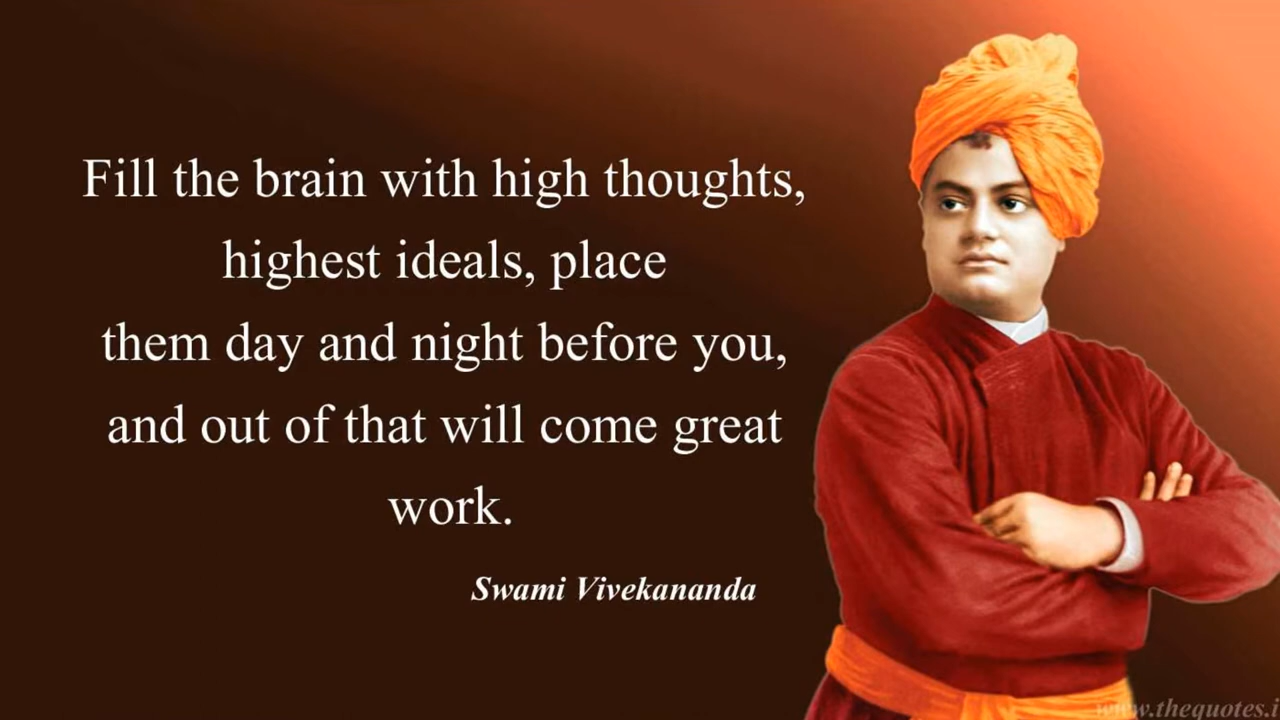 Fill the brain with high thoughts,
highest ideals, place
them day and night before you,
and out of that will come great
work.
Swami Vivekananda
www.thequotes.i